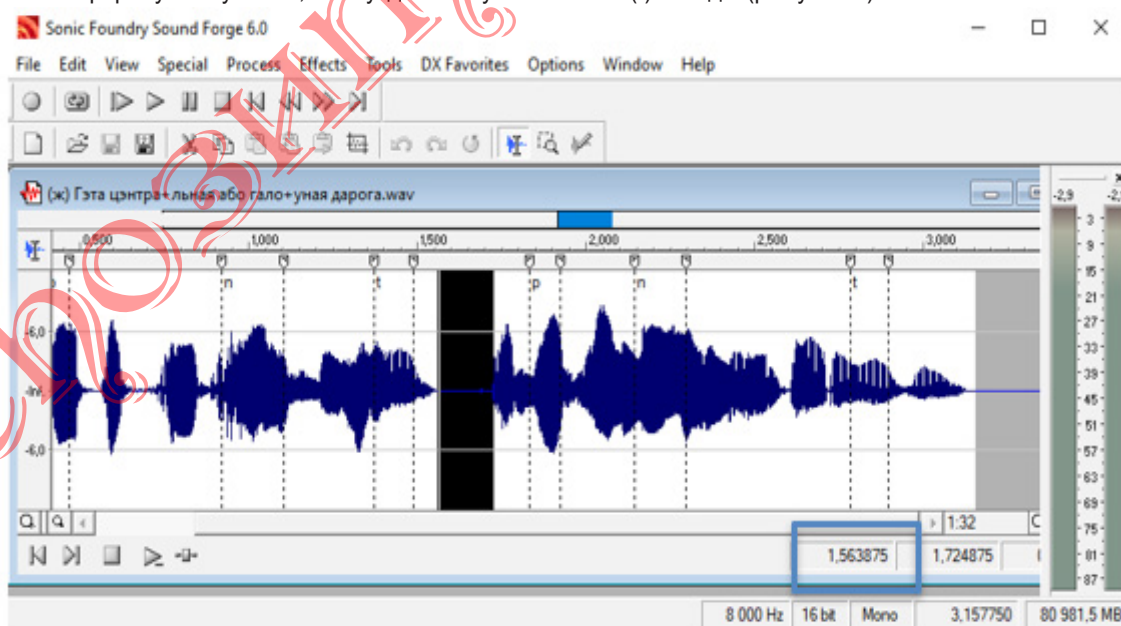 Sonic Foundry Sound Forge 6.0
File Edit View Special Process Effects Tools DX Favorites Options Window Help
(ж) Гэта цэнтра+льная або гало+уная дарога.wav
-2,9 -2,
0,500 1,000 1,500 2,000 2,500 3,000
n t p n t
-6,0
-Inf.
-6,0
3
9
15
21
27
33
39
45
51
57
63
69
75
81
87
1:32
1,563875 1,724875
8 000 Hz 16 bit Mono 3,157750 80 981,5 MB